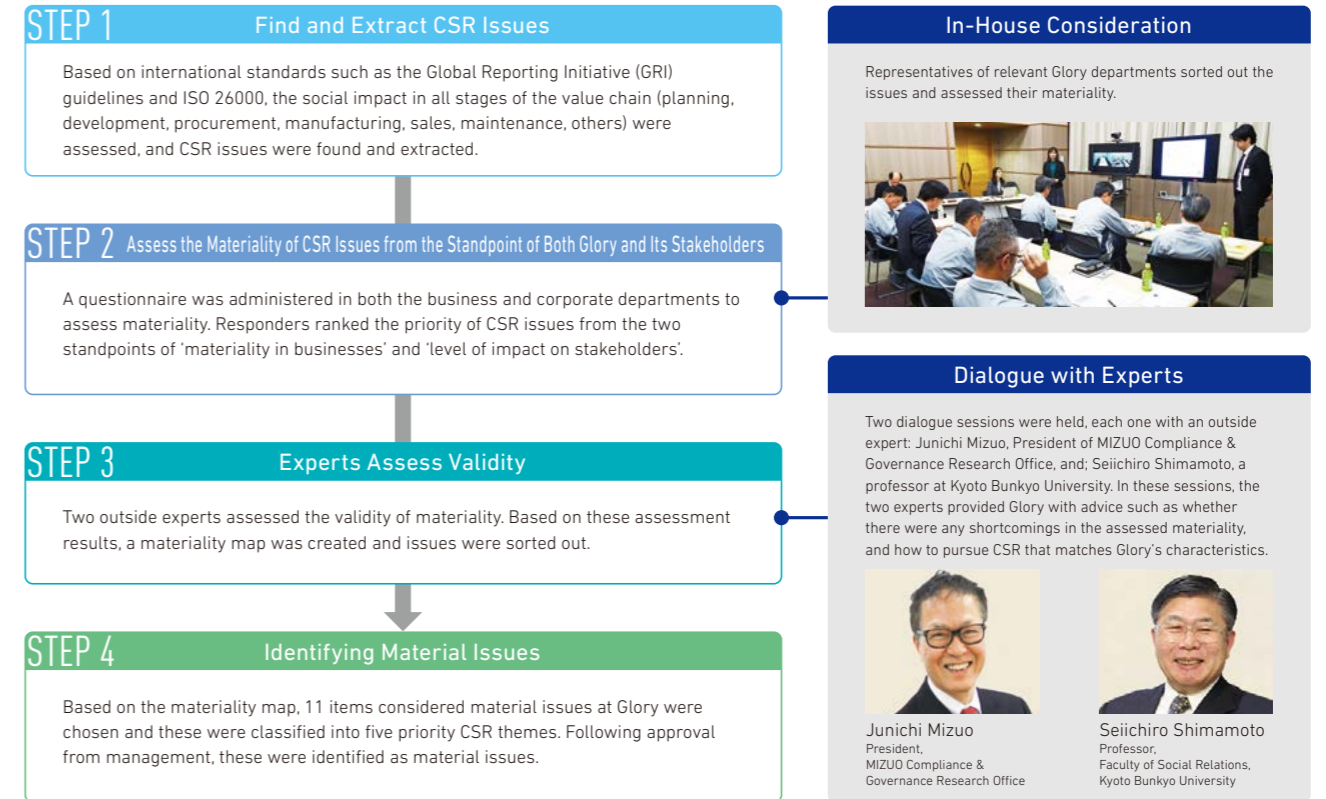 STEP 1
Find and Extract CSR Issues
Based on international standards such as the Global Reporting Initiative (GRI)
guidelines and ISO 26000, the social impact in all stages of the value chain (planning,
development, procurement, manufacturing, sales, maintenance, others) were
assessed, and CSR issues were found and extracted.
STEP 2
Assess the Materiality of CSR Issues from the Standpoint of Both Glory and Its Stakeholders
A questionnaire was administered in both the business and corporate departments to
assess materiality. Responders ranked the priority of CSR issues from the two
standpoints of ‘materiality in businesses’ and ‘level of impact on stakeholders’.
STEP 3
Experts Assess Validity
Two outside experts assessed the validity of materiality. Based on these assessment
results, a materiality map was created and issues were sorted out.
STEP 4
Identifying Material Issues
Based on the materiality map, 11 items considered material issues at Glory were
chosen and these were classified into five priority CSR themes. Following approval
from management, these were identified as material issues.
In-House Consideration
Representatives of relevant Glory departments sorted out the
issues and assessed their materiality.
Dialogue with Experts
Two dialogue sessions were held, each one with an outside
expert: Junichi Mizuo, President of MIZUO Compliance &
Governance Research Office, and; Seiichiro Shimamoto, a
professor at Kyoto Bunkyo University. In these sessions, the
two experts provided Glory with advice such as whether
there were any shortcomings in the assessed materiality,
and how to pursue CSR that matches Glory’s characteristics.
Junichi Mizuo
President,
MIZUO Compliance &
Governance Research Office
Seiichiro Shimamoto
Professor,
Faculty of Social Relations,
Kyoto Bunkyo University